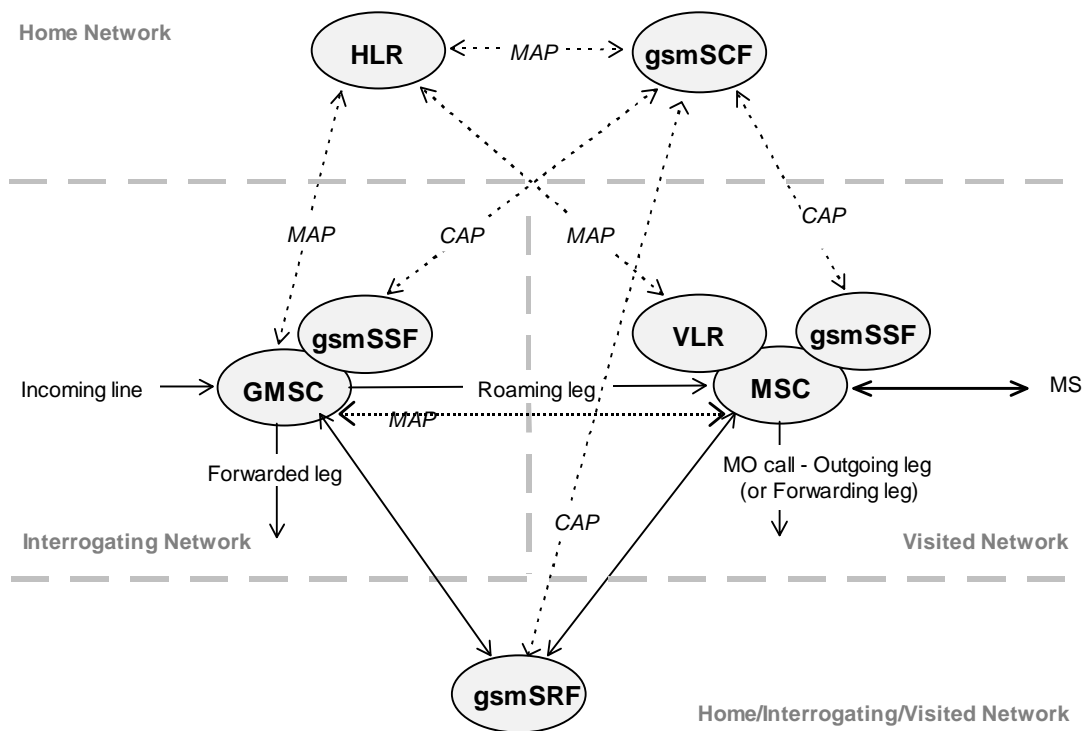 Home Network
HLR
MAP
gsmSCF
MAP
CAP
MAP
CAP
gsmSSF
VLR
gsmSSF
Incoming line
GMSC
Roaming leg
MSC
MS
MAP
Forwarded leg
MO call - Outgoing leg
(or Forwarding leg)
CAP
Interrogating Network
Visited Network
gsmSRF
Home/Interrogating/Visited Network